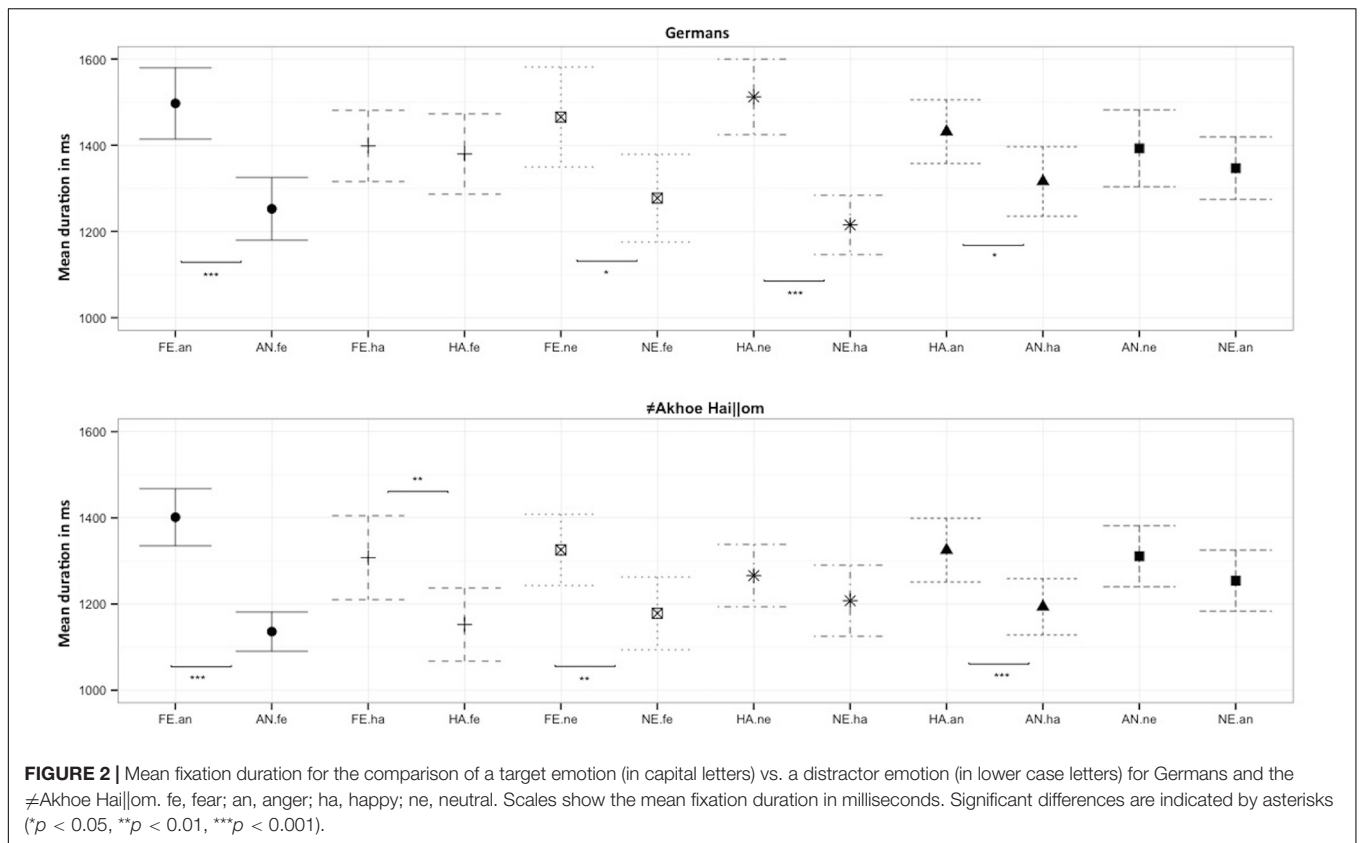 Germans
Mean duration in ms
1600
1400
1200
1000
***
*
***
*
FE.an AN.fe FE.ha HA.fe FE.ne NE.fe HA.ne NE.ha HA.an AN.ha AN.ne NE.an
≠Akhoe Hai||om
Mean duration in ms
1600
1400
1200
1000
**
***
**
***
FE.an AN.fe FE.ha HA.fe FE.ne NE.fe HA.ne NE.ha HA.an AN.ha AN.ne NE.an
FIGURE 2 | Mean fixation duration for the comparison of a target emotion (in capital letters) vs. a distractor emotion (in lower case letters) for Germans and the
≠Akhoe Hai||om. fe, fear; an, anger; ha, happy; ne, neutral. Scales show the mean fixation duration in milliseconds. Significant differences are indicated by asterisks
(*p < 0.05, **p < 0.01, ***p < 0.001).